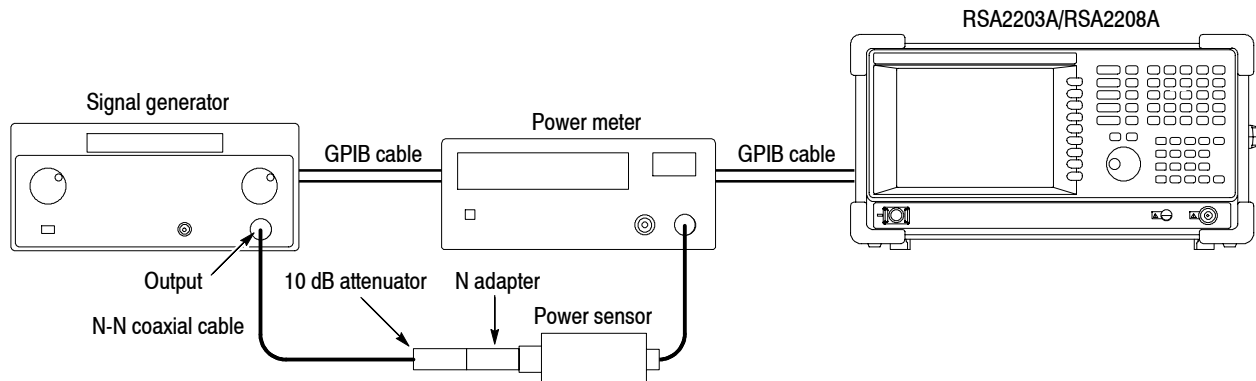 RSA2203A/RSA2208A
Signal generator
Power meter
GPIB cable
GPIB cable
Output
10 dB attenuator
N adapter
Power sensor
N-N coaxial cable